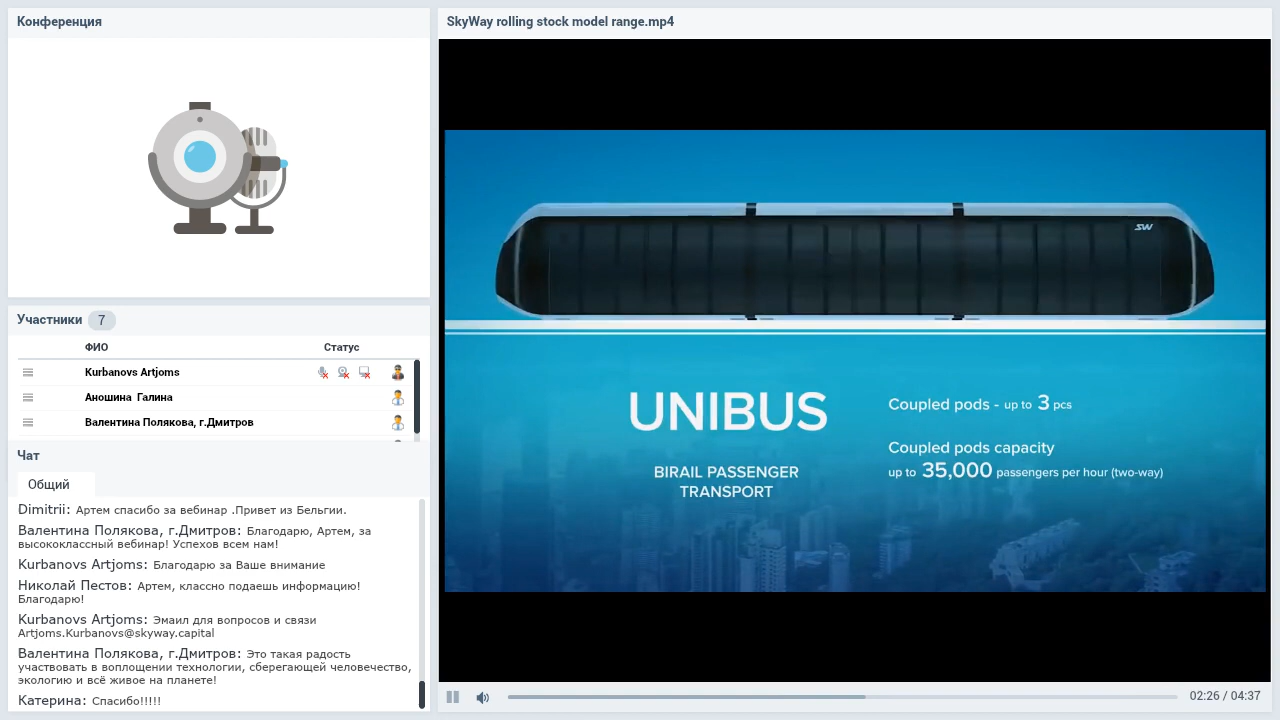 Конференция
Участники 7
ФИО Статус
Kurbanovs Artjoms
Аношина Галина
Валентина Полякова, г.Дмитров
Чат
Общий
Dimitrii: Артем спасибо за вебинар .Привет из Бельгии.
Валентина Полякова, г.Дмитров: Благодарю, Артем, за
высококлассный вебинар! Успехов всем нам!
Kurbanovs Artjoms: Благодарю за Ваше внимание
Николай Пестов: Артем, классно подаешь информацию!
Благодарю!
Kurbanovs Artjoms: Эмаил для вопросов и связи
Artjoms.Kurbanovs@skyway.capital
Валентина Полякова, г.Дмитров: Это такая радость
участвовать в воплощении технологии, сберегающей человечество,
экологию и всё живое на планете!
Катерина: Спасибо!!!!!
SkyWay rolling stock model range.mp4
SW
UNIBUS
BIRAIL PASSENGER
TRANSPORT
Coupled pods - up to 3 pcs
Coupled pods capacity
up to 35,000 passengers per hour (two-way)
02:26 / 04:37